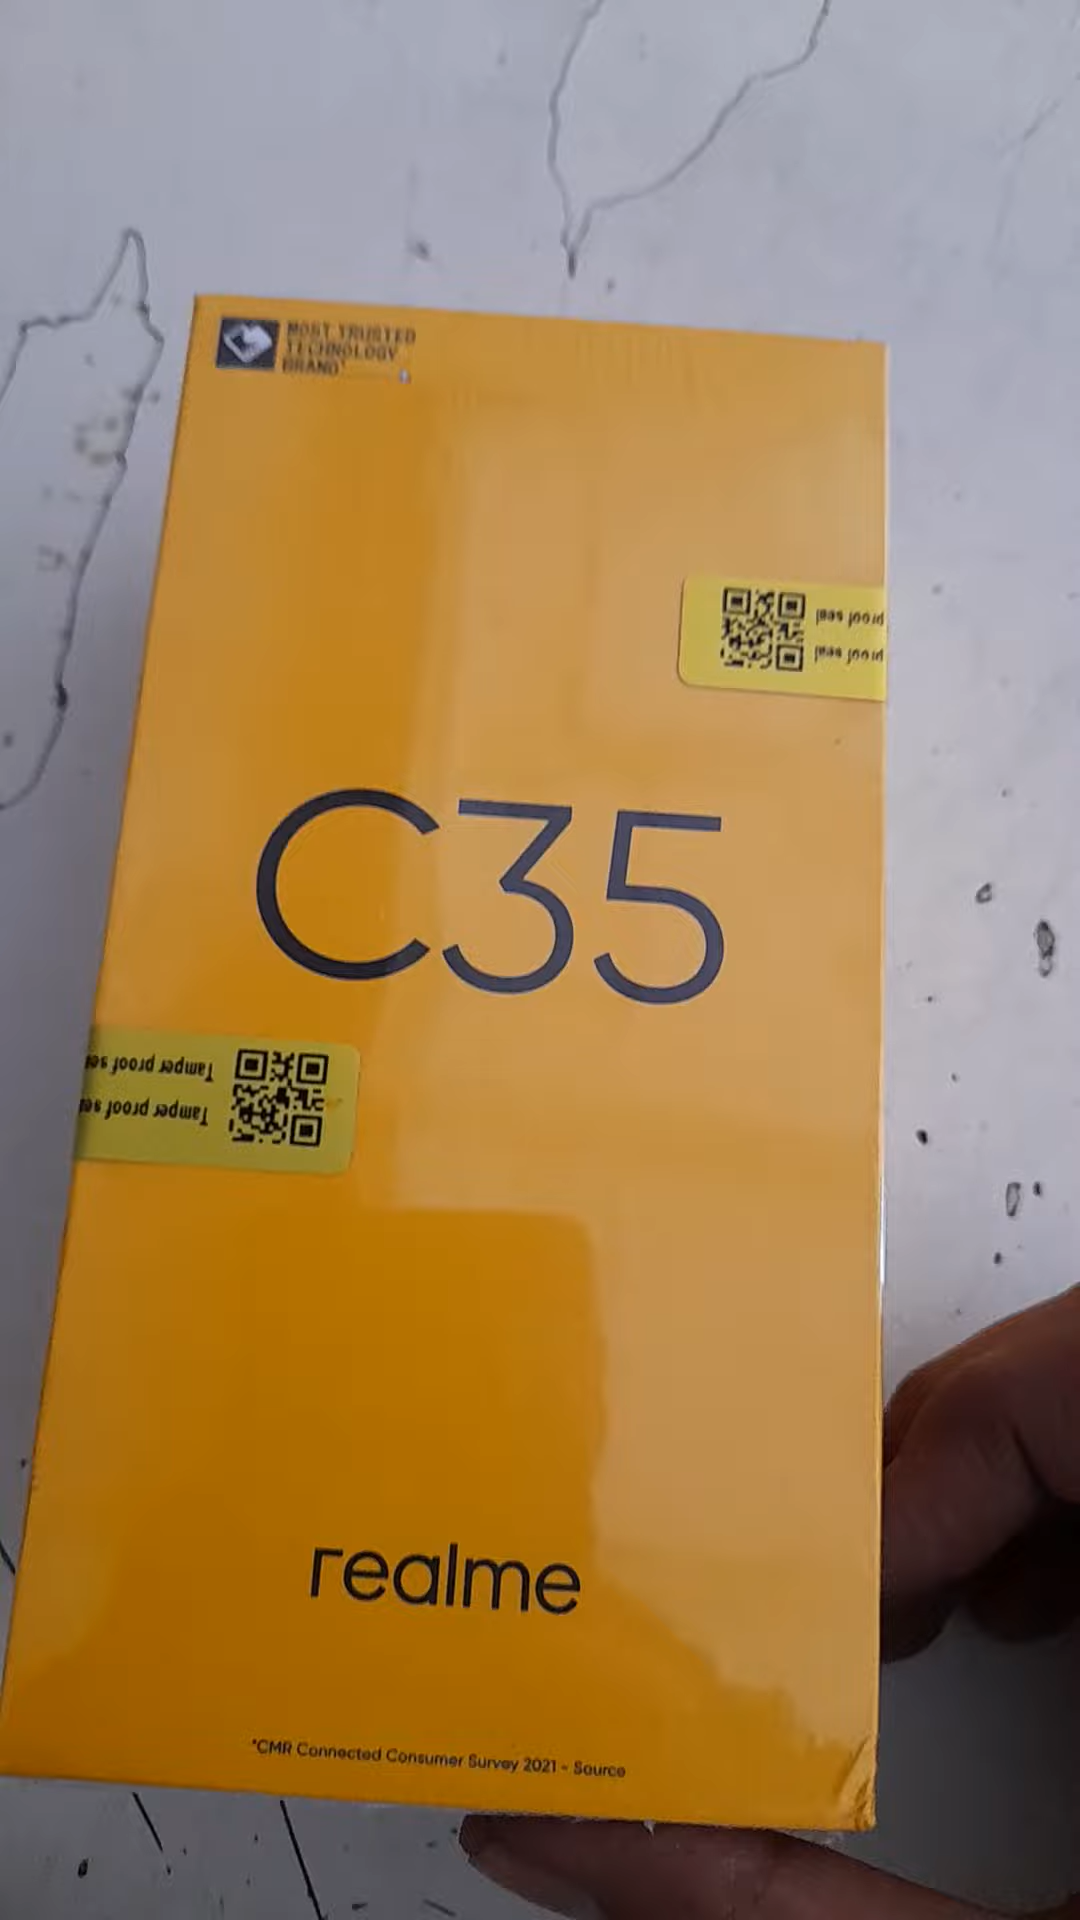 MOST TRUSTED
TECHNOLOGY
BRAND*
proof seal
proof seal
C35
Tamper proof se
Tamper proof se
realme
*CMR Connected Consumer Survey 2021 - Source